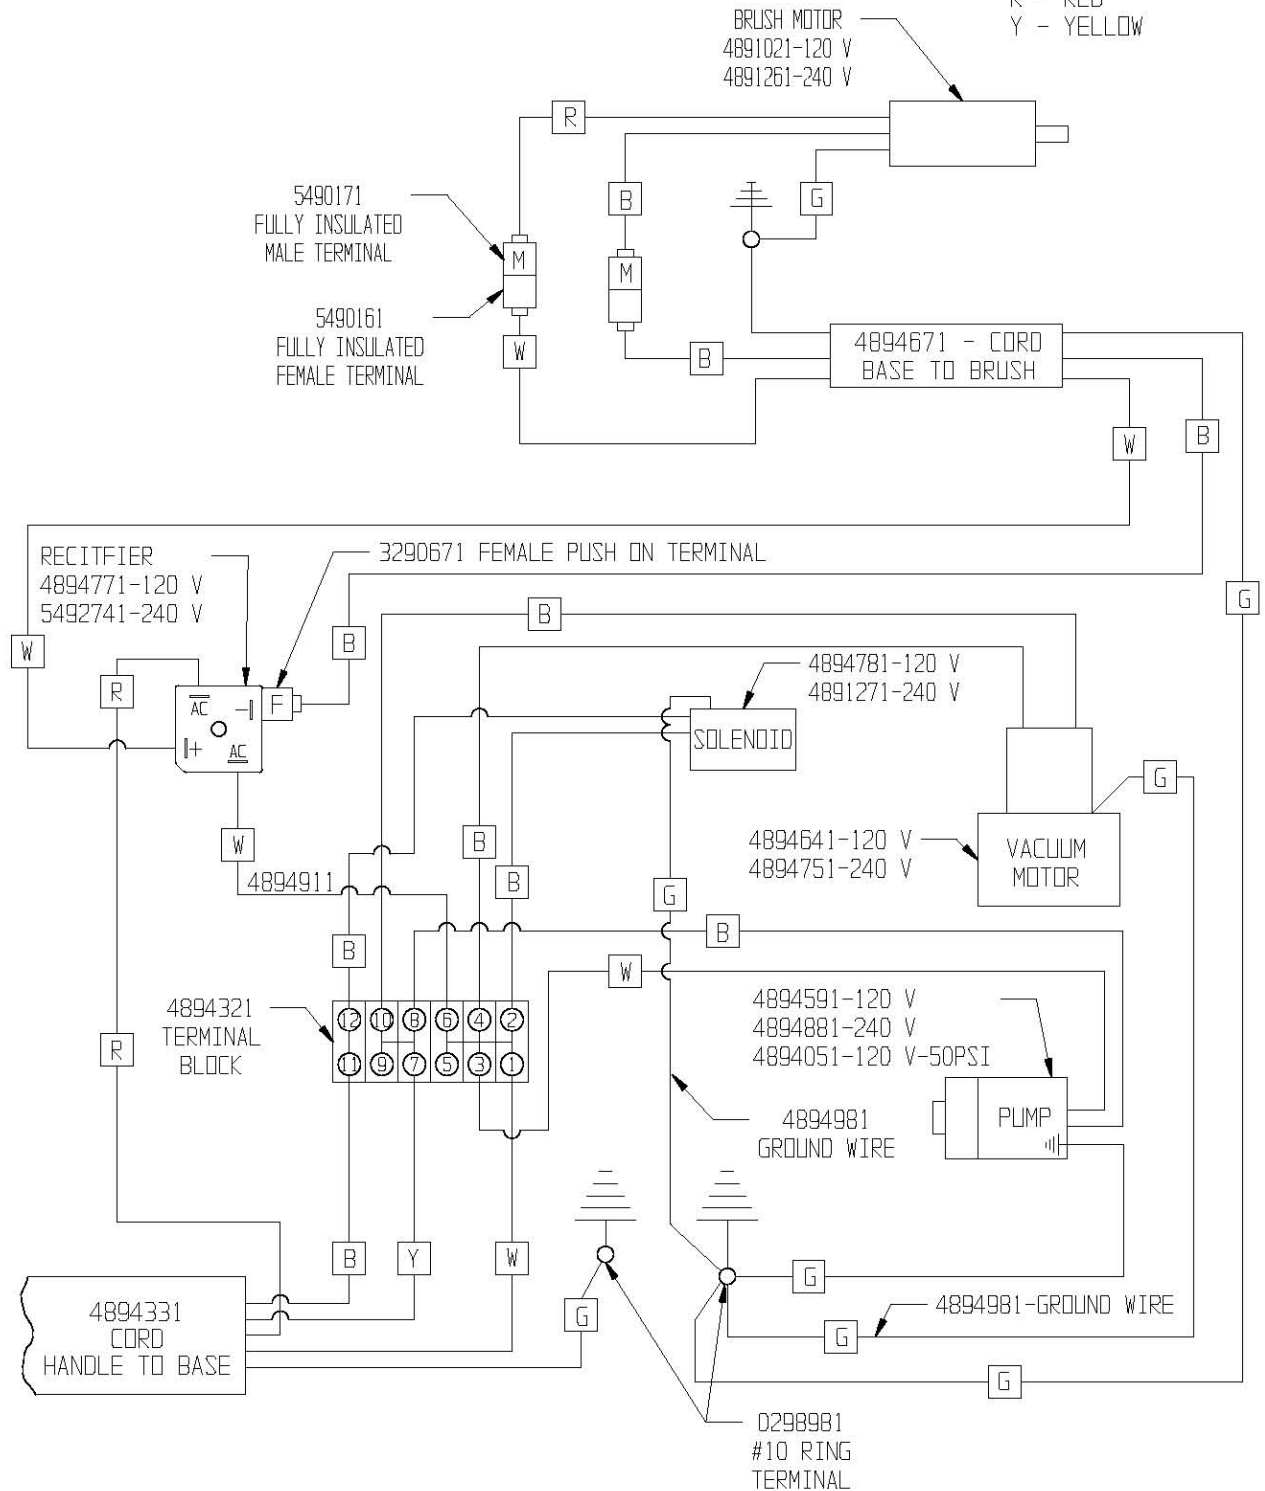 R - RED
Y - YELLOW
BRUSH MOTOR
4891021-120 V
4891261-240 V
R
B
G
5490171
FULLY INSULATED
MALE TERMINAL
M
M
5490161
FULLY INSULATED
FEMALE TERMINAL
W
B
4894671 - CORD
BASE TO BRUSH
W
B
RECITFIER
4894771-120 V
5492741-240 V
3290671 FEMALE PUSH ON TERMINAL
G
B
W
B
R
4894781-120 V
4891271-240 V
AC
-
F
+
AC
SOLENOID
G
W
B
4894641-120 V
4894751-240 V
VACUUM
MOTOR
4894911
B
G
B
B
W
4894321
TERMINAL
BLOCK
12 10 8 6 4 2
11 9 7 5 3 1
R
4894591-120 V
4894881-240 V
4894051-120 V-50PSI
PUMP
4894981
GROUND WIRE
B
Y
W
G
G
4894331
CORD
HANDLE TO BASE
4894981-GROUND WIRE
G
G
0298981
#10 RING
TERMINAL